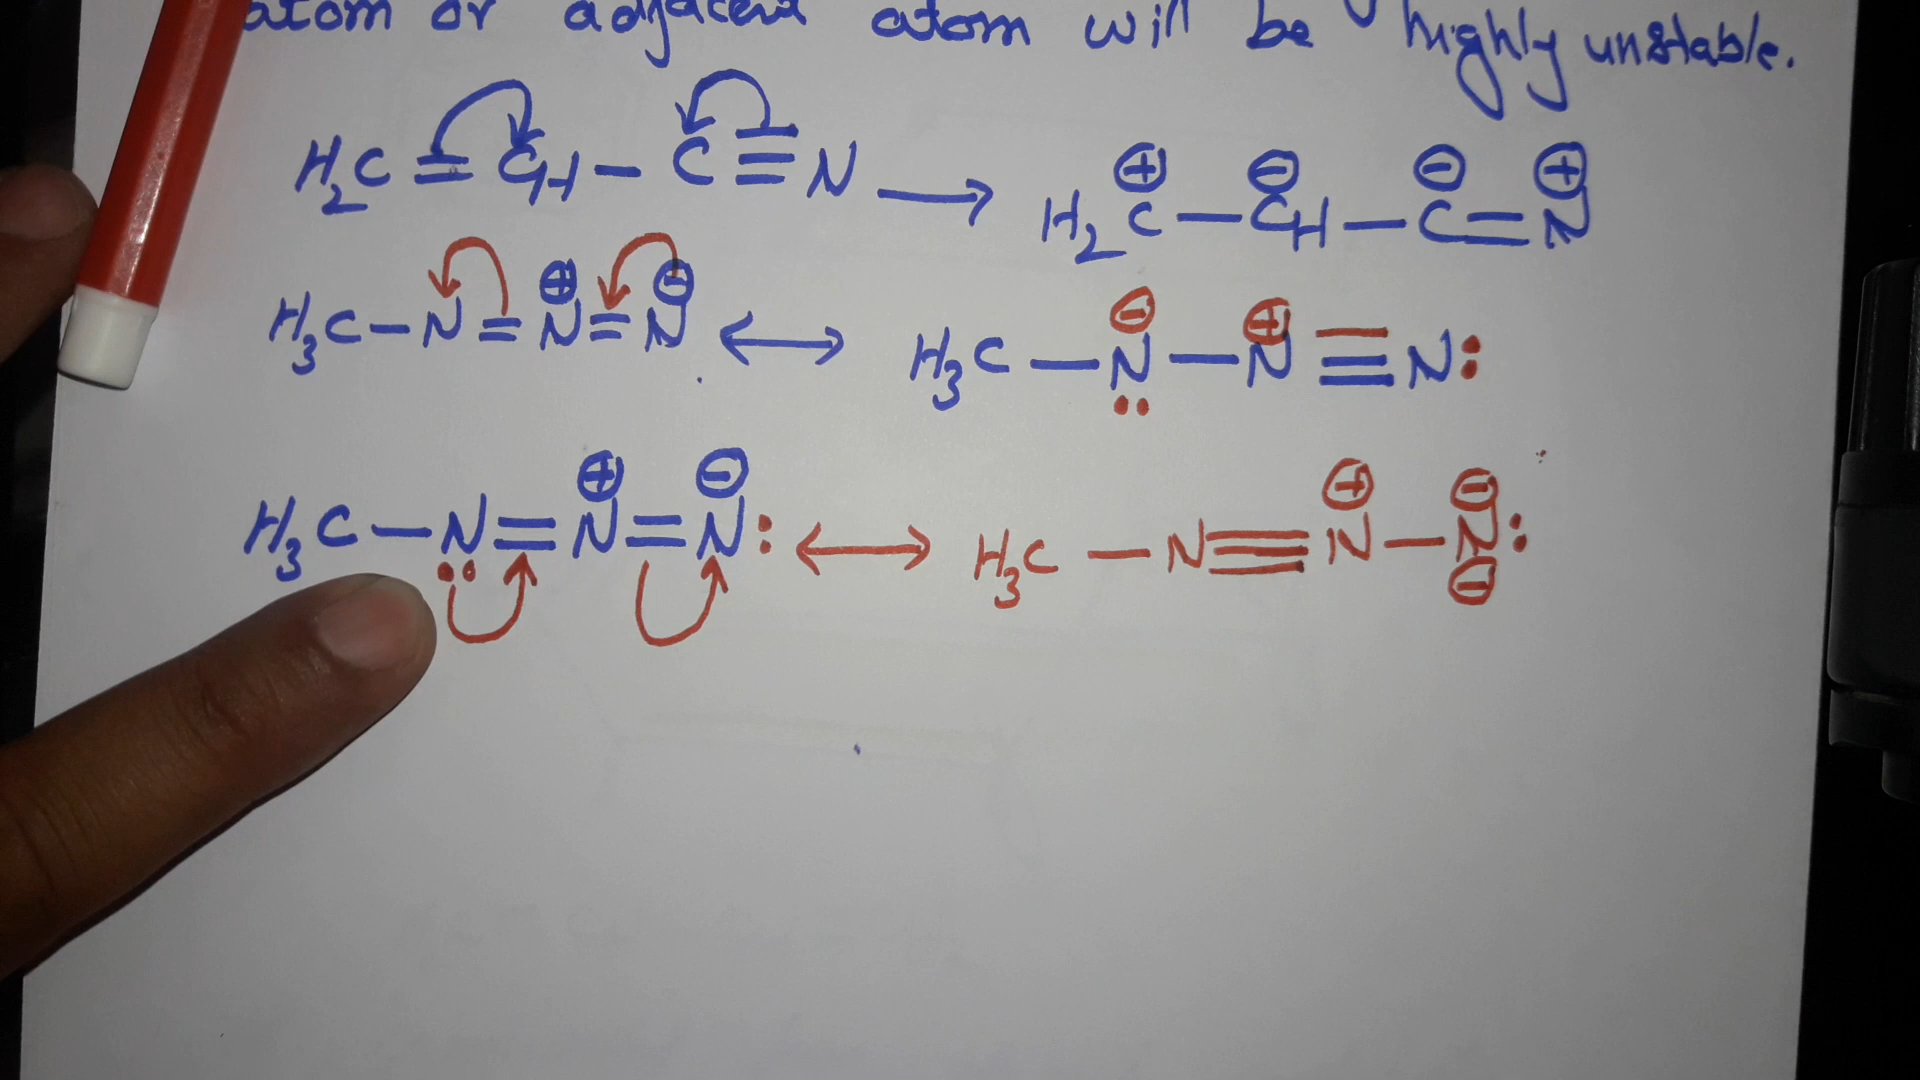 atom or adjacent atom will be highly unstable.
H₂C=CH-C≡N → H₂C⊕-CH⊖-C⊖=N⊕
H₃C-N=N⊕=N⊖ ↔ H₃C-N̤⊖-N⊕≡N:
H₃C-N̤=N⊕=N⊖: ↔ H₃C-N≡N⊕-N⊖⊖: